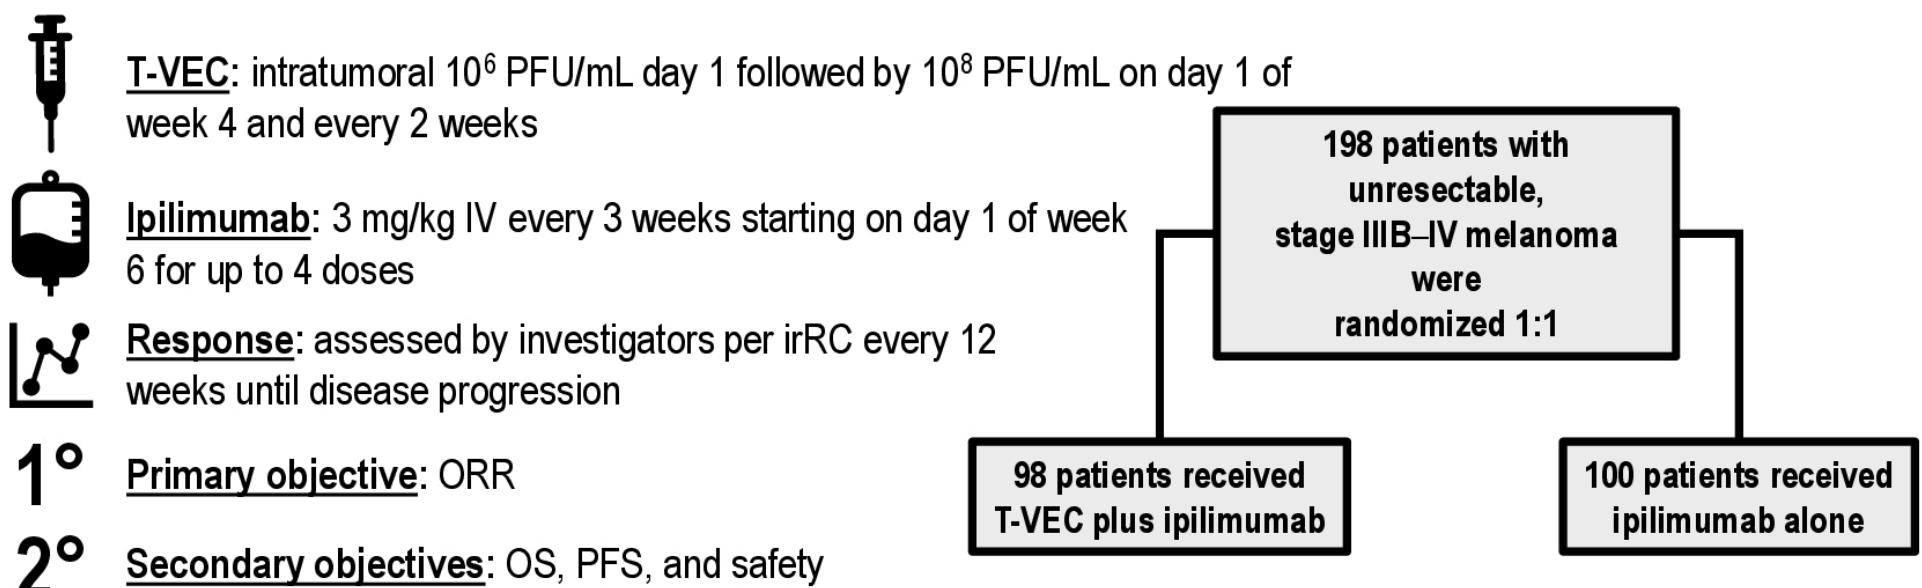 T-VEC: intratumoral 10⁶ PFU/mL day 1 followed by 10⁸ PFU/mL on day 1 of
week 4 and every 2 weeks
Ipilimumab: 3 mg/kg IV every 3 weeks starting on day 1 of week
6 for up to 4 doses
Response: assessed by investigators per irRC every 12
weeks until disease progression
1° Primary objective: ORR
2° Secondary objectives: OS, PFS, and safety
198 patients with
unresectable,
stage IIIB–IV melanoma
were
randomized 1:1
98 patients received
T-VEC plus ipilimumab
100 patients received
ipilimumab alone